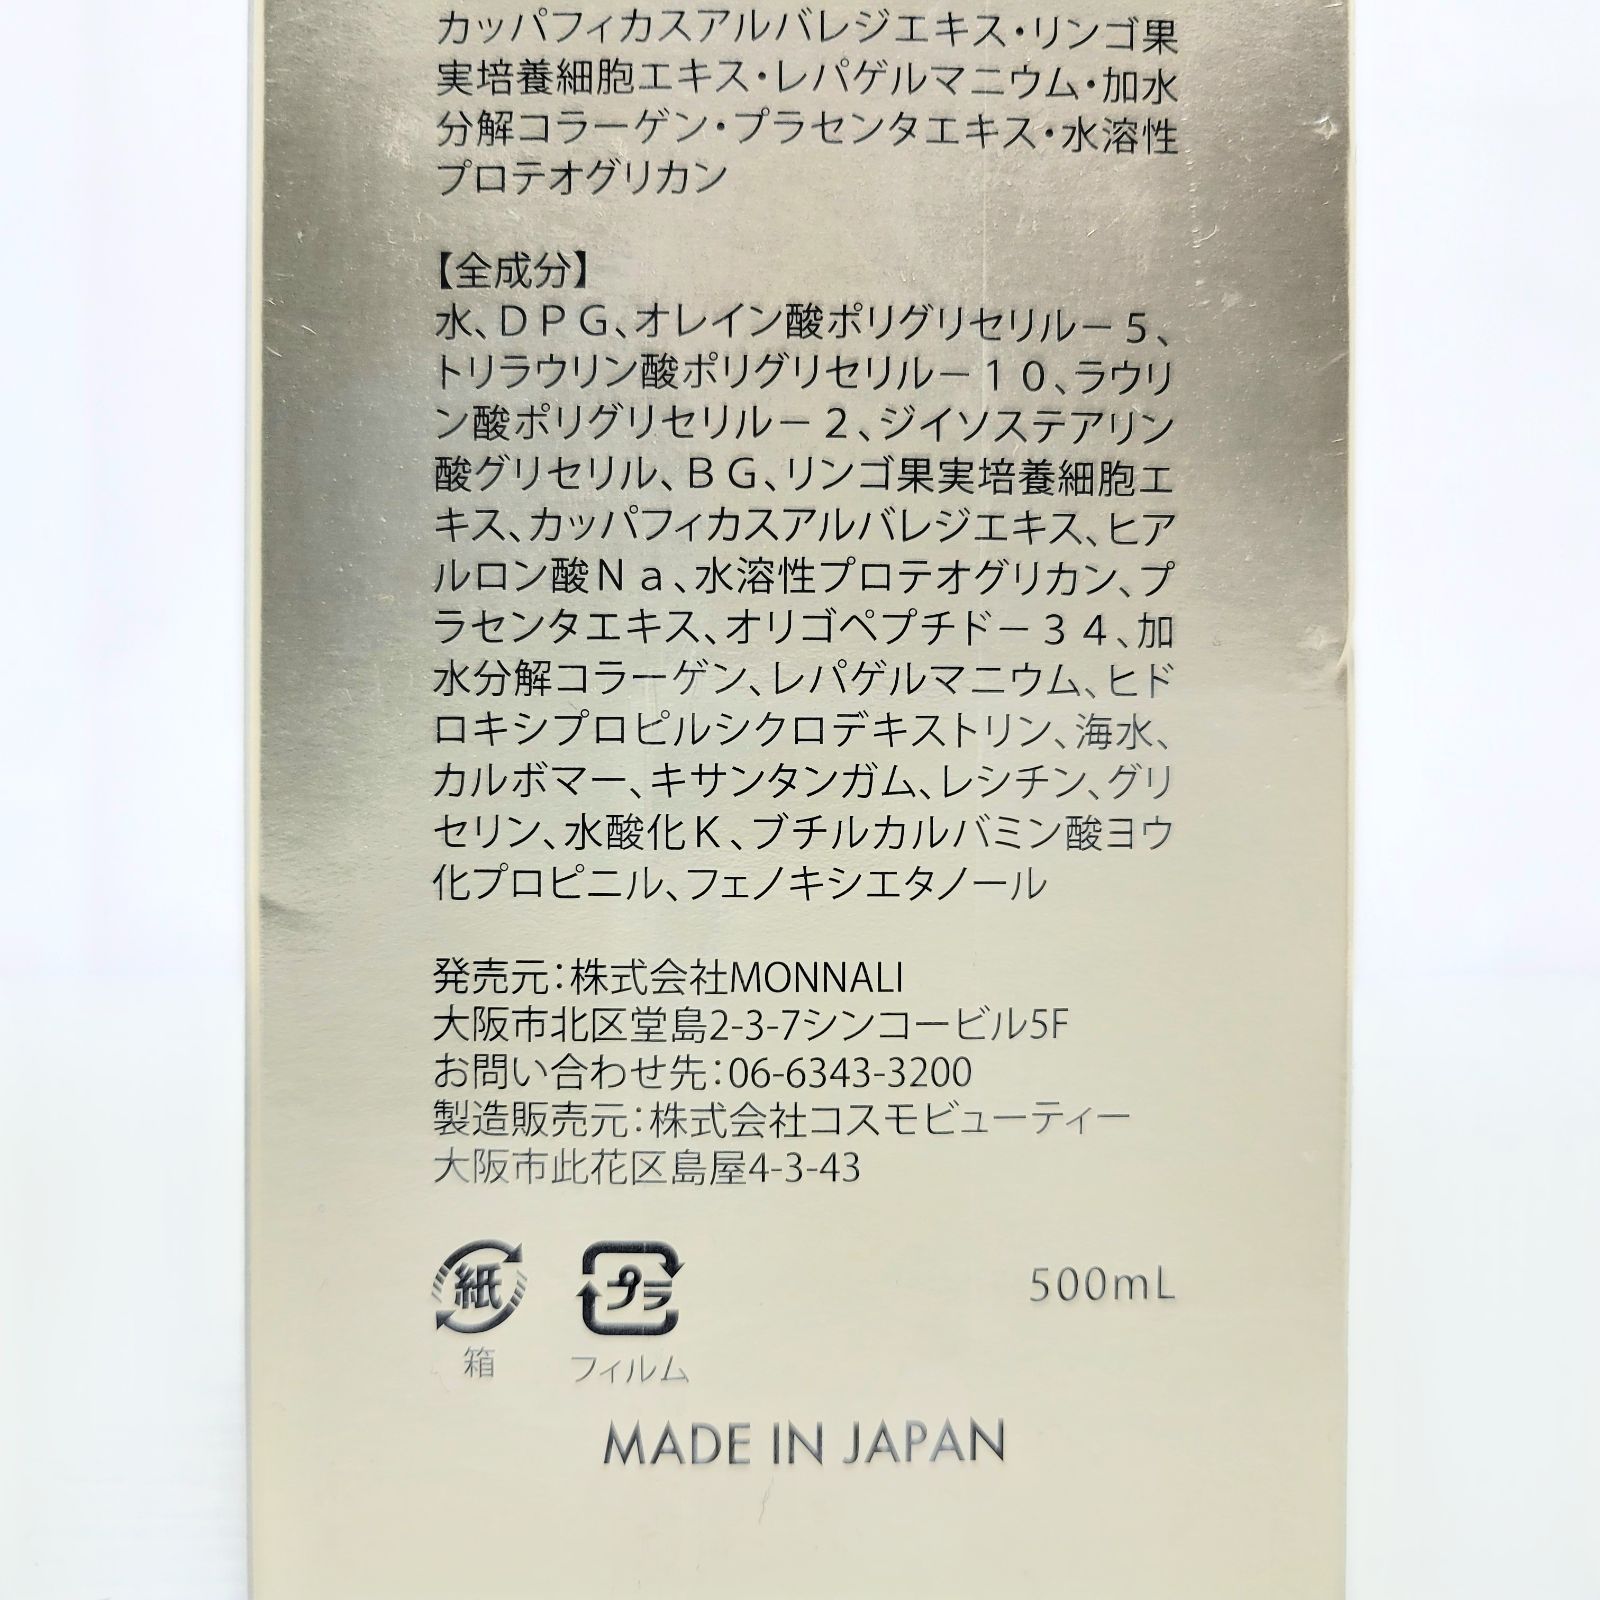 カッパフィカスアルバレジエキス・リンゴ果
実培養細胞エキス・レパゲルマニウム・加水
分解コラーゲン・プラセンタエキス・水溶性
プロテオグリカン
【全成分】
水、ＤＰＧ、オレイン酸ポリグリセリル－５、
トリラウリン酸ポリグリセリル－１０、ラウリ
ン酸ポリグリセリル－２、ジイソステアリン
酸グリセリル、ＢＧ、リンゴ果実培養細胞エ
キス、カッパフィカスアルバレジエキス、ヒア
ルロン酸Ｎａ、水溶性プロテオグリカン、プ
ラセンタエキス、オリゴペプチド－３４、加
水分解コラーゲン、レパゲルマニウム、ヒド
ロキシプロピルシクロデキストリン、海水、
カルボマー、キサンタンガム、レシチン、グリ
セリン、水酸化Ｋ、ブチルカルバミン酸ヨウ
化プロピニル、フェノキシエタノール
発売元：株式会社MONNALI
大阪市北区堂島2-3-7シンコービル5F
お問い合わせ先：06-6343-3200
製造販売元：株式会社コスモビューティー
大阪市此花区島屋4-3-43
紙 プラ 500mL
箱 フィルム
MADE IN JAPAN